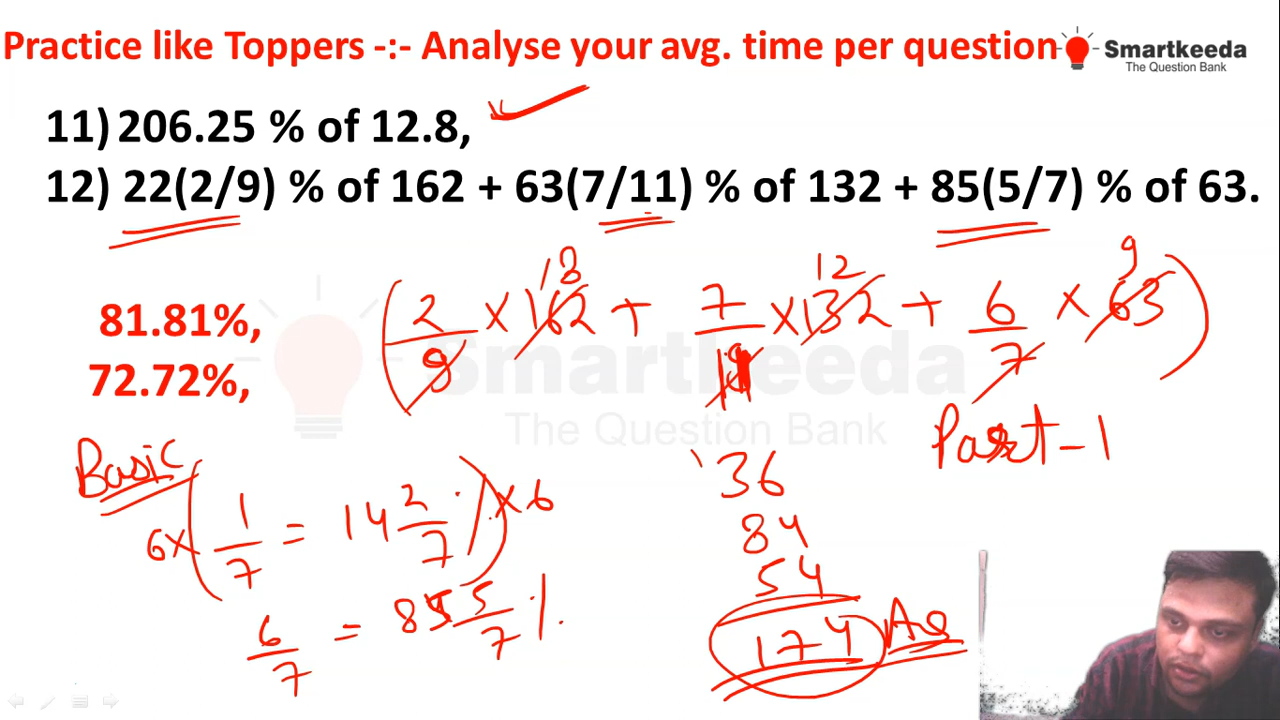 Practice like Toppers -:- Analyse your avg. time per question
Smartkeeda
The Question Bank
11) 206.25 % of 12.8,
12) 22(2/9) % of 162 + 63(7/11) % of 132 + 85(5/7) % of 63.
18 12 9
(2/9 × 162 + 7/11 × 132 + 6/7 × 63)
81.81%,
72.72%,
Smartkeeda
The Question Bank
Part-1
Basic
6×(1/7 = 14 2/7 %)×6
6/7 = 85 5/7 %
36
84
54
174 As